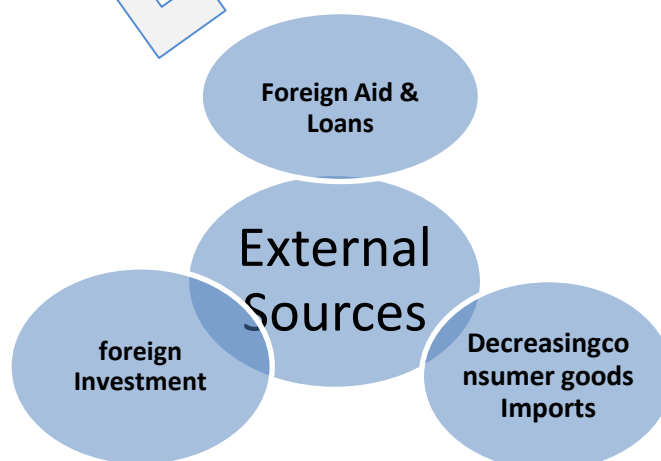 Foreign Aid &
Loans
External
Sources
foreign
Investment
Decreasingco
nsumer goods
Imports